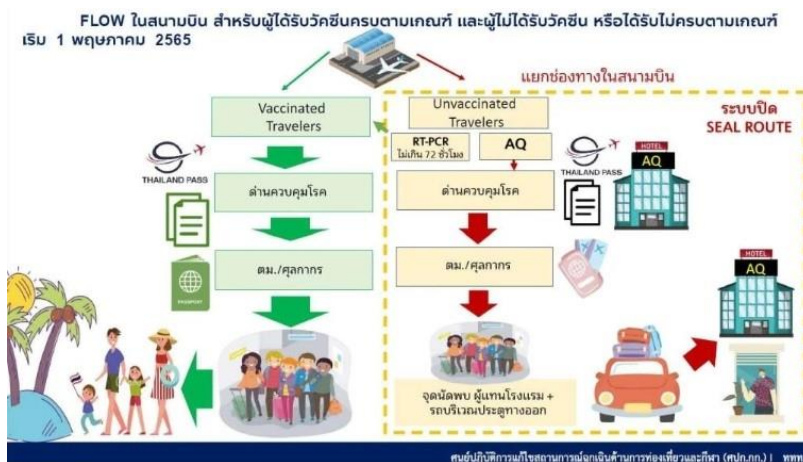 FLOW ในสนามบิน สำหรับผู้ได้รับวัคซีนครบตามเกณฑ์ และผู้ไม่ได้รับวัคซีน หรือได้รับไม่ครบตามเกณฑ์
เริ่ม 1 พฤษภาคม 2565
แยกช่องทางในสนามบิน
Vaccinated
Travelers
Unvaccinated
Travelers
ระบบปิด
SEAL ROUTE
RT-PCR
ไม่เกิน 72 ชั่วโมง
AQ
THAILAND PASS
THAILAND PASS
HOTEL
AQ
ด่านควบคุมโรค
ด่านควบคุมโรค
ตม./ศุลกากร
ตม./ศุลกากร
PASSPORT
HOTEL
AQ
จุดนัดพบ ผู้แทนโรงแรม +
รถบริเวณประตูทางออก
ศูนย์ปฏิบัติการแก้ไขสถานการณ์ฉุกเฉินด้านการท่องเที่ยวและกีฬา (ศปก.กก.) |